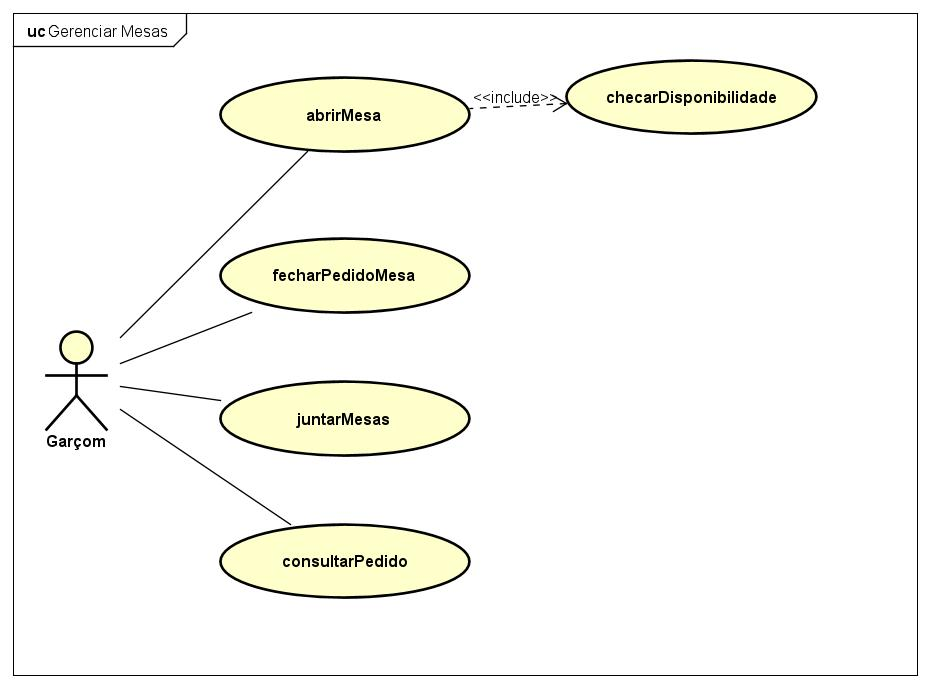 uc Gerenciar Mesas
abrirMesa
<<include>>
checarDisponibilidade
fecharPedidoMesa
juntarMesas
Garçom
consultarPedido